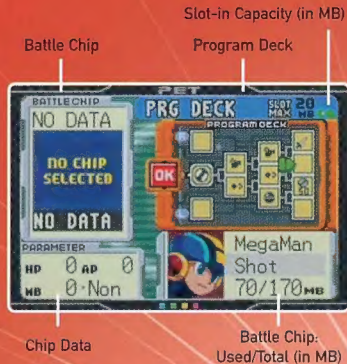 Slot-in Capacity (in MB)
Battle Chip
Program Deck
PET
BATTLECHIP
NO DATA
NO CHIP
SELECTED
NO DATA
PRG DECK
SLOT MAX 20 MB
PROGRAMDECK
OK
PARAMETER
HP 0 AP 0
MB 0·Non
MegaMan
Shot
70/170MB
Chip Data
Battle Chip:
Used/Total (in MB)